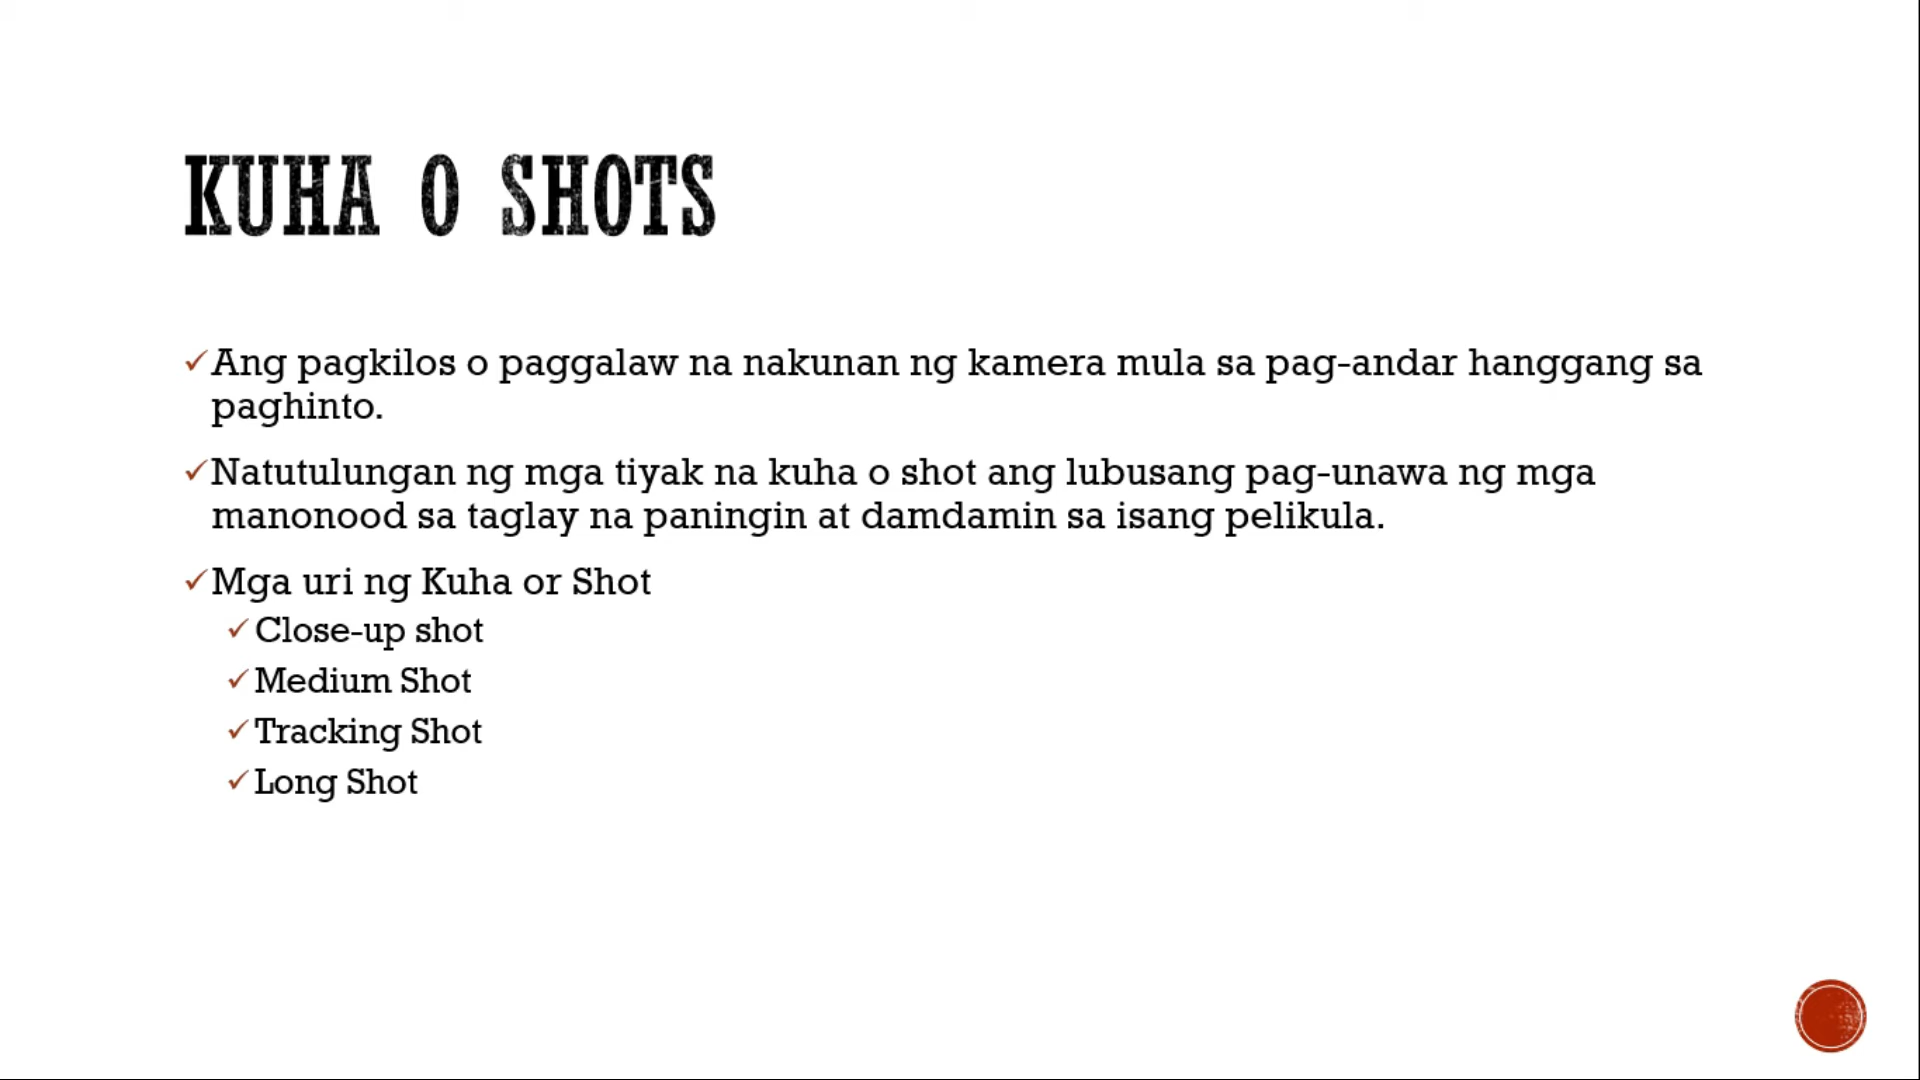 KUHA O SHOTS
Ang pagkilos o paggalaw na nakunan ng kamera mula sa pag-andar hanggang sa
paghinto.
Natutulungan ng mga tiyak na kuha o shot ang lubusang pag-unawa ng mga
manonood sa taglay na paningin at damdamin sa isang pelikula.
Mga uri ng Kuha or Shot
Close-up shot
Medium Shot
Tracking Shot
Long Shot